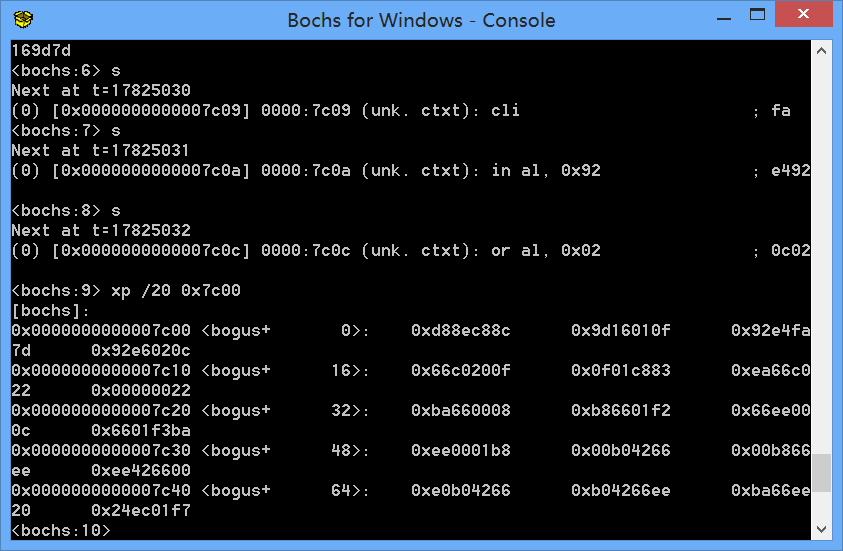 Bochs for Windows - Console
169d7d
<bochs:6> s
Next at t=17825030
(0) [0x0000000000007c09] 0000:7c09 (unk. ctxt): cli                       ; fa
<bochs:7> s
Next at t=17825031
(0) [0x0000000000007c0a] 0000:7c0a (unk. ctxt): in al, 0x92               ; e492
<bochs:8> s
Next at t=17825032
(0) [0x0000000000007c0c] 0000:7c0c (unk. ctxt): or al, 0x02               ; 0c02
<bochs:9> xp /20 0x7c00
[bochs]:
0x0000000000007c00 <bogus+       0>:    0xd88ec88c      0x9d16010f      0x92e4fa
7d      0x92e6020c
0x0000000000007c10 <bogus+      16>:    0x66c0200f      0x0f01c883      0xea66c0
22      0x00000022
0x0000000000007c20 <bogus+      32>:    0xba660008      0xb86601f2      0x66ee00
0c      0x6601f3ba
0x0000000000007c30 <bogus+      48>:    0xee0001b8      0x00b04266      0x00b866
ee      0xee426600
0x0000000000007c40 <bogus+      64>:    0xe0b04266      0xb04266ee      0xba66ee
20      0x24ec01f7
<bochs:10>